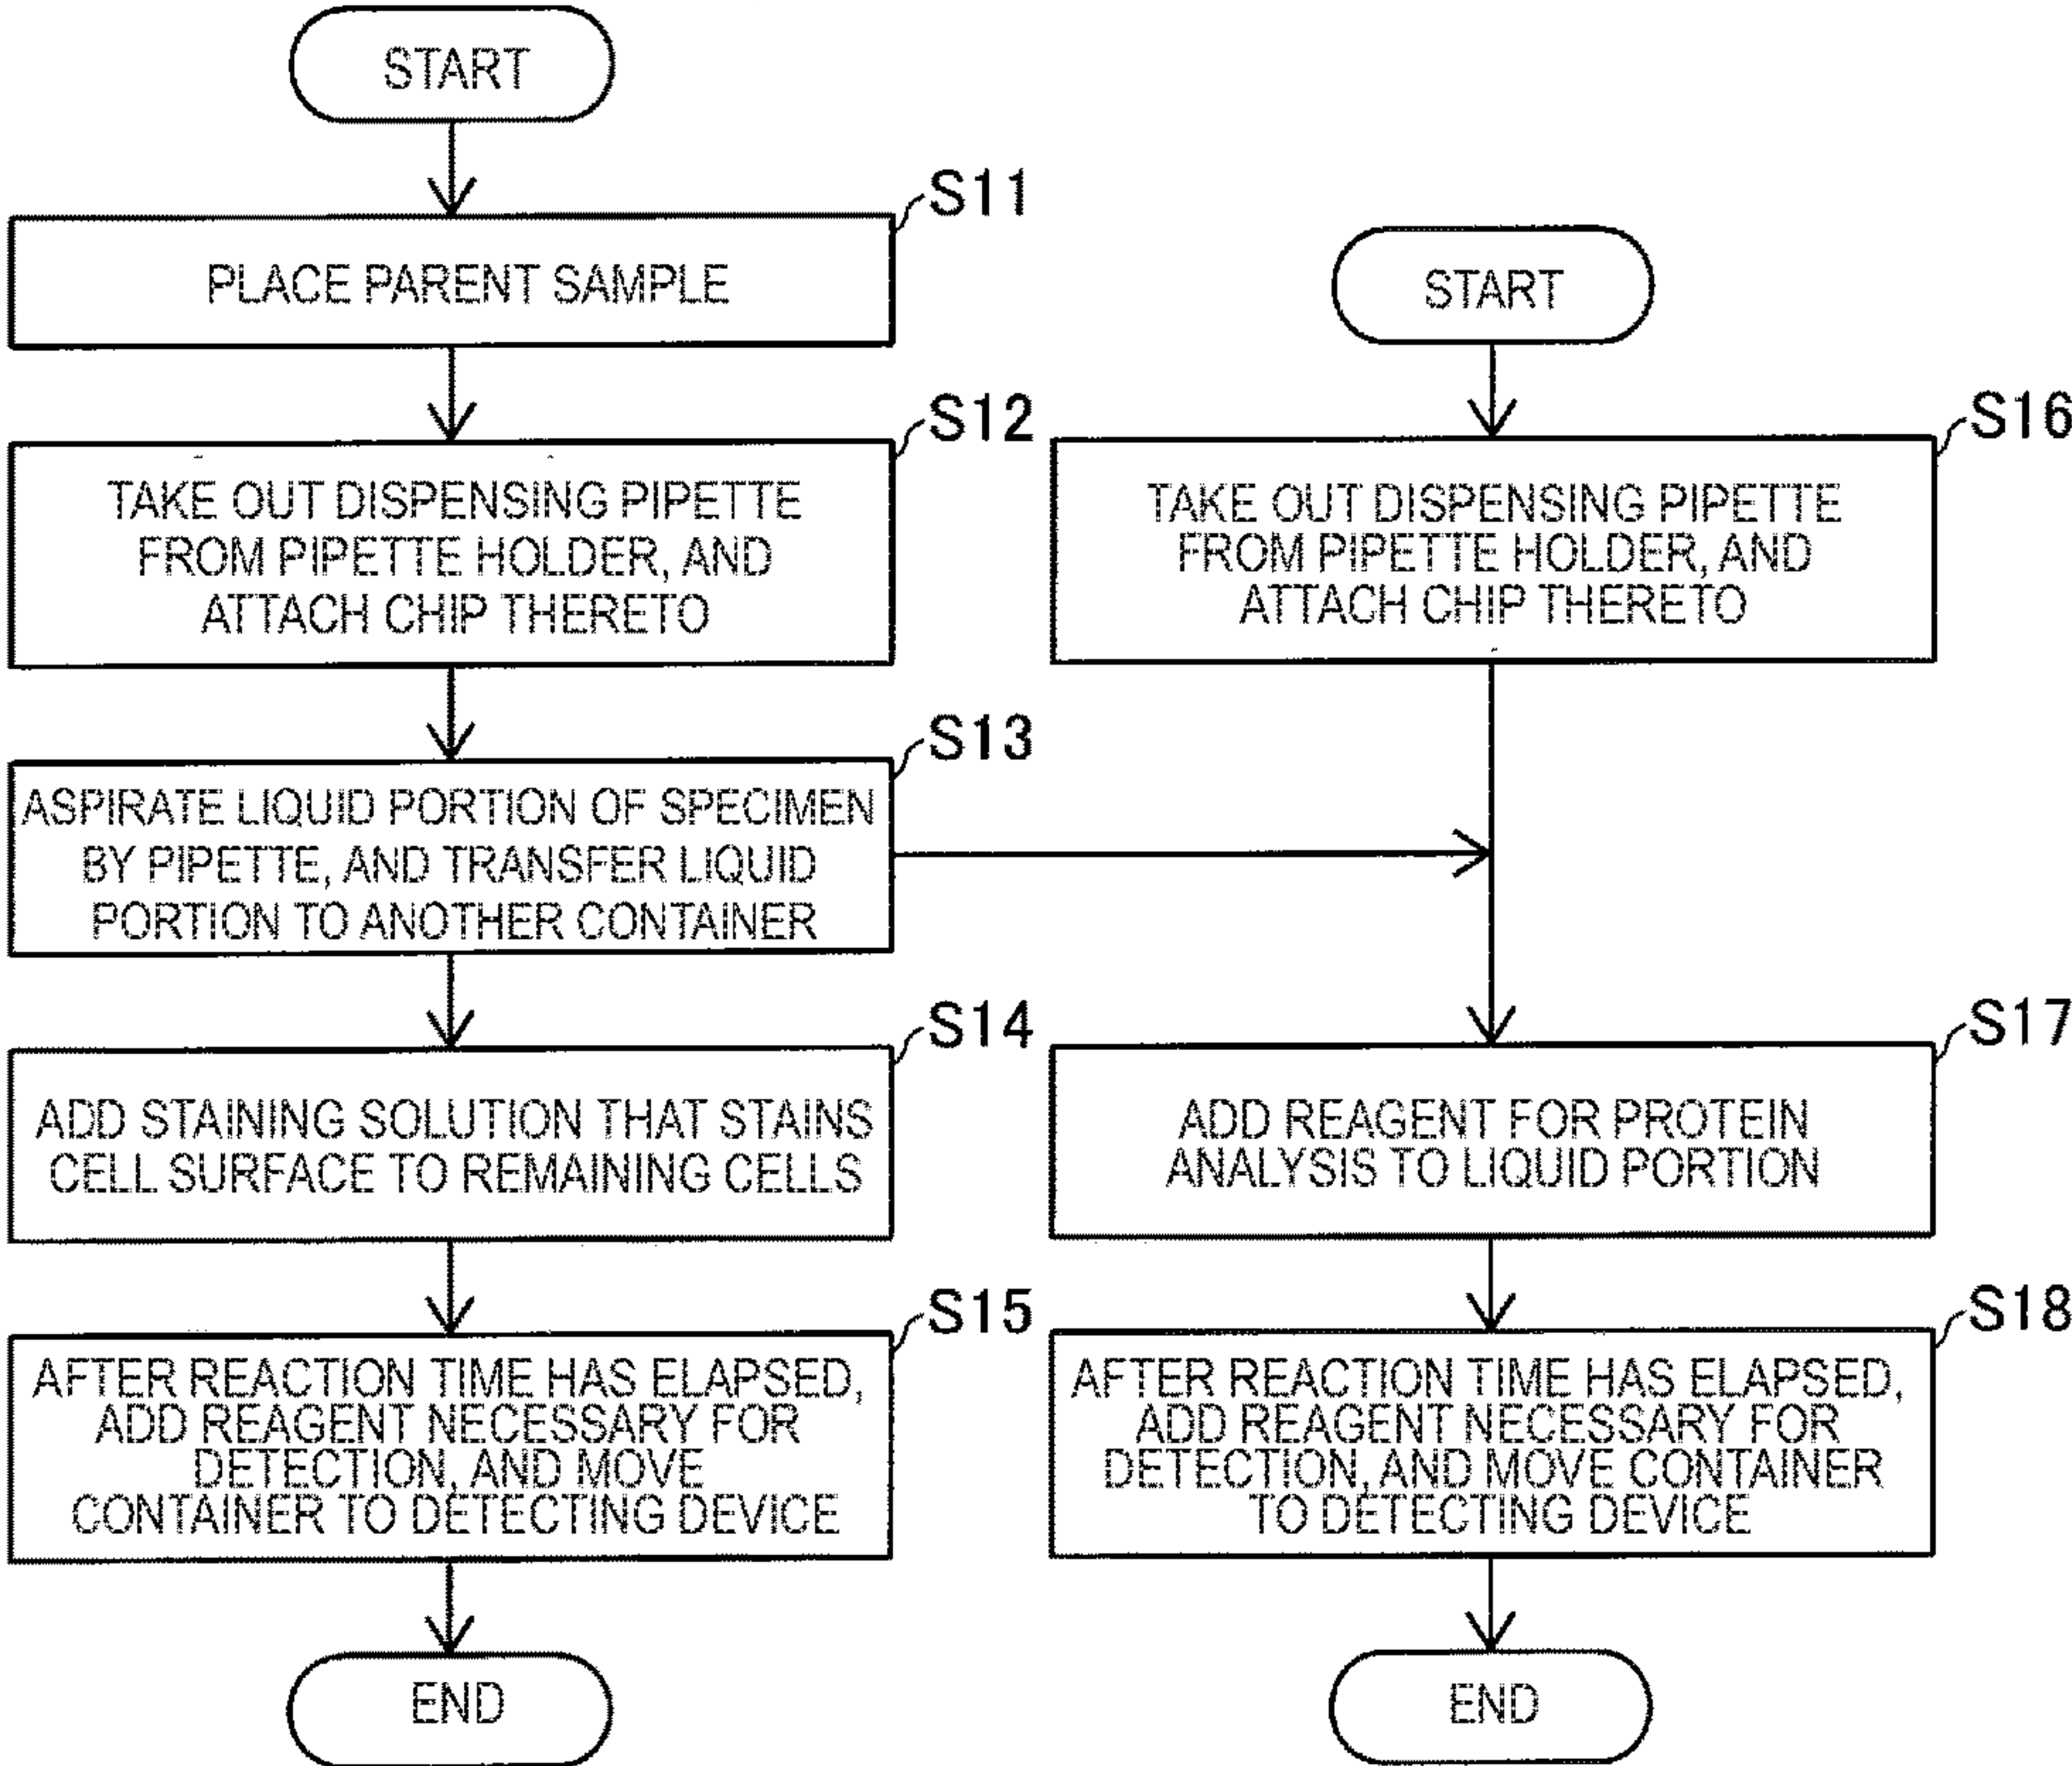 START
S11
PLACE PARENT SAMPLE
S12
TAKE OUT DISPENSING PIPETTE
FROM PIPETTE HOLDER, AND
ATTACH CHIP THERETO
S13
ASPIRATE LIQUID PORTION OF SPECIMEN
BY PIPETTE, AND TRANSFER LIQUID
PORTION TO ANOTHER CONTAINER
S14
ADD STAINING SOLUTION THAT STAINS
CELL SURFACE TO REMAINING CELLS
S15
AFTER REACTION TIME HAS ELAPSED,
ADD REAGENT NECESSARY FOR
DETECTION, AND MOVE
CONTAINER TO DETECTING DEVICE
END
START
S16
TAKE OUT DISPENSING PIPETTE
FROM PIPETTE HOLDER, AND
ATTACH CHIP THERETO
S17
ADD REAGENT FOR PROTEIN
ANALYSIS TO LIQUID PORTION
S18
AFTER REACTION TIME HAS ELAPSED,
ADD REAGENT NECESSARY FOR
DETECTION, AND MOVE CONTAINER
TO DETECTING DEVICE
END